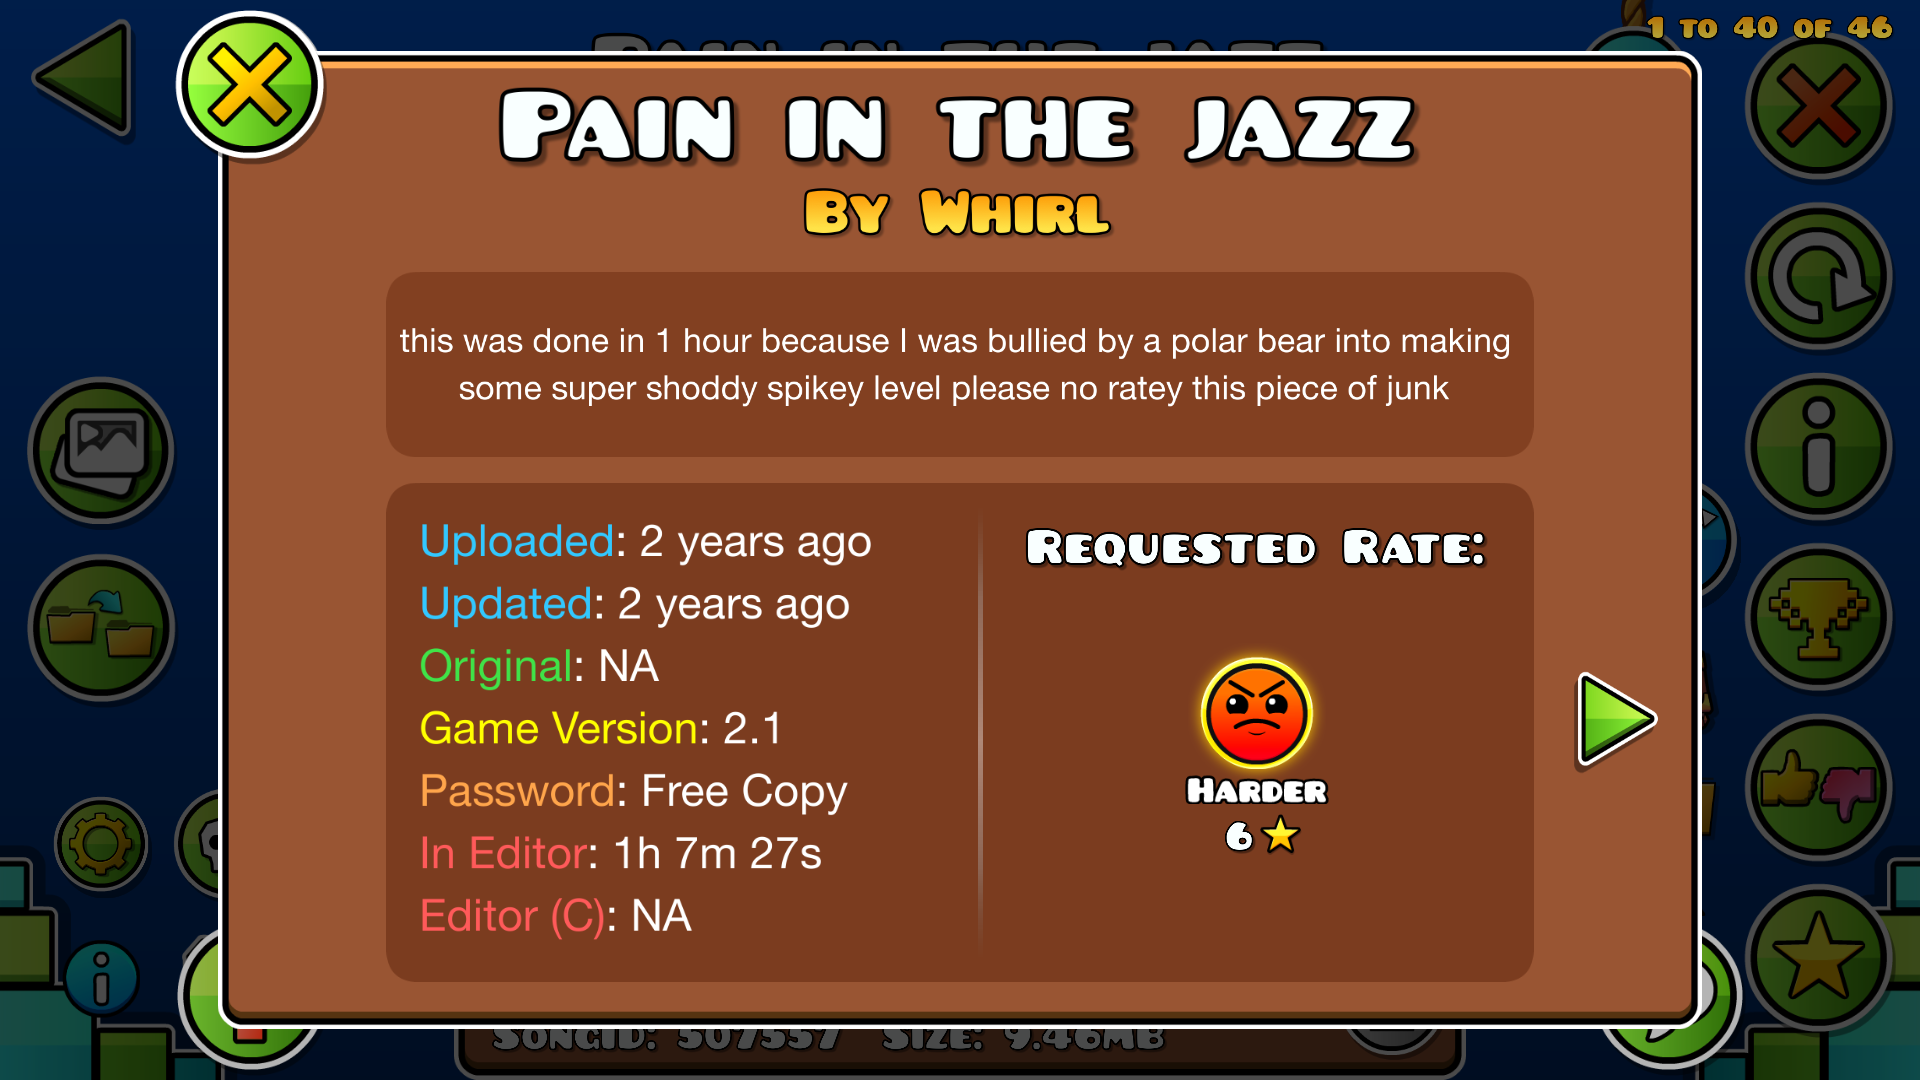 1 to 40 of 46
Pain in the jazz
By Whirl
this was done in 1 hour because I was bullied by a polar bear into making
some super shoddy spikey level please no ratey this piece of junk
Uploaded: 2 years ago
Updated: 2 years ago
Original: NA
Game Version: 2.1
Password: Free Copy
In Editor: 1h 7m 27s
Editor (C): NA
Requested Rate:
Harder
6
SongID: 507557 Size: 9.46MB